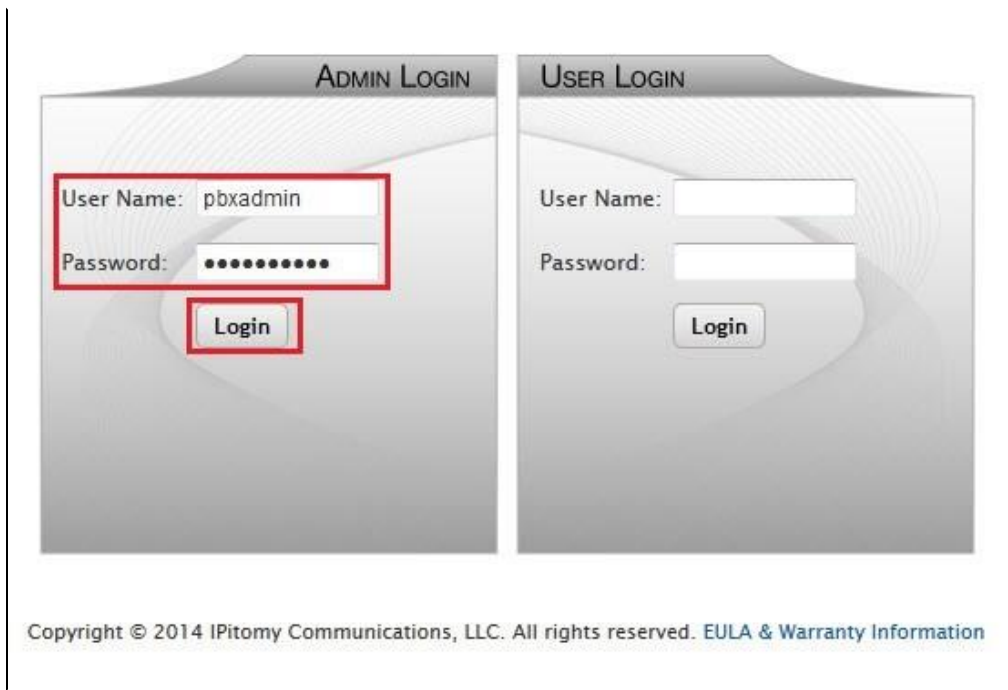 ADMIN LOGIN
User Name: pbxadmin
Password: ••••••••••
Login
USER LOGIN
User Name:
Password:
Login
Copyright © 2014 IPitomy Communications, LLC. All rights reserved. EULA & Warranty Information